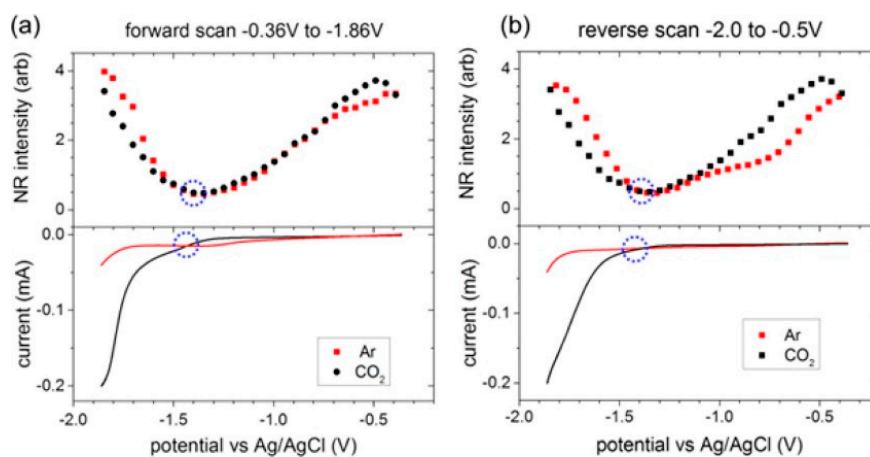 (a) forward scan -0.36V to -1.86V
NR intensity (arb)
4
2
0
current (mA)
0.0
-0.1
-0.2
Ar
CO₂
-2.0 -1.5 -1.0 -0.5
potential vs Ag/AgCl (V)
(b) reverse scan -2.0 to -0.5V
NR intensity (arb)
4
2
0
current (mA)
0.0
-0.1
-0.2
Ar
CO₂
-2.0 -1.5 -1.0 -0.5
potential vs Ag/AgCl (V)